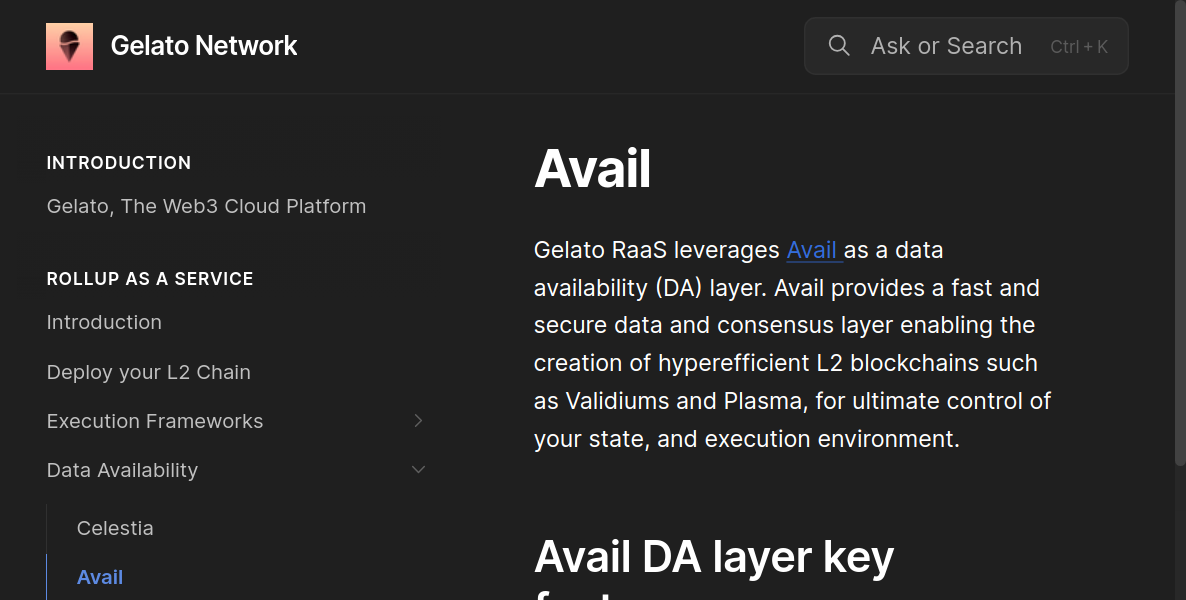 Gelato Network
Ask or Search Ctrl + K
INTRODUCTION
Gelato, The Web3 Cloud Platform
ROLLUP AS A SERVICE
Introduction
Deploy your L2 Chain
Execution Frameworks
Data Availability
Celestia
Avail
Avail
Gelato RaaS leverages Avail as a data
availability (DA) layer. Avail provides a fast and
secure data and consensus layer enabling the
creation of hyperefficient L2 blockchains such
as Validiums and Plasma, for ultimate control of
your state, and execution environment.
Avail DA layer key